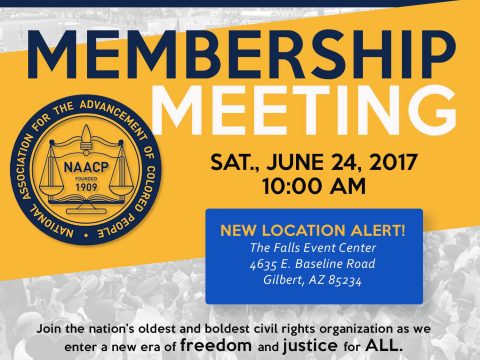 MEMBERSHIP
MEETING
NATIONAL ASSOCIATION FOR THE ADVANCEMENT OF COLORED PEOPLE
NAACP
FOUNDED
1909
SAT., JUNE 24, 2017
10:00 AM
NEW LOCATION ALERT!
The Falls Event Center
4635 E. Baseline Road
Gilbert, AZ 85234
Join the nation's oldest and boldest civil rights organization as we
enter a new era of freedom and justice for ALL.